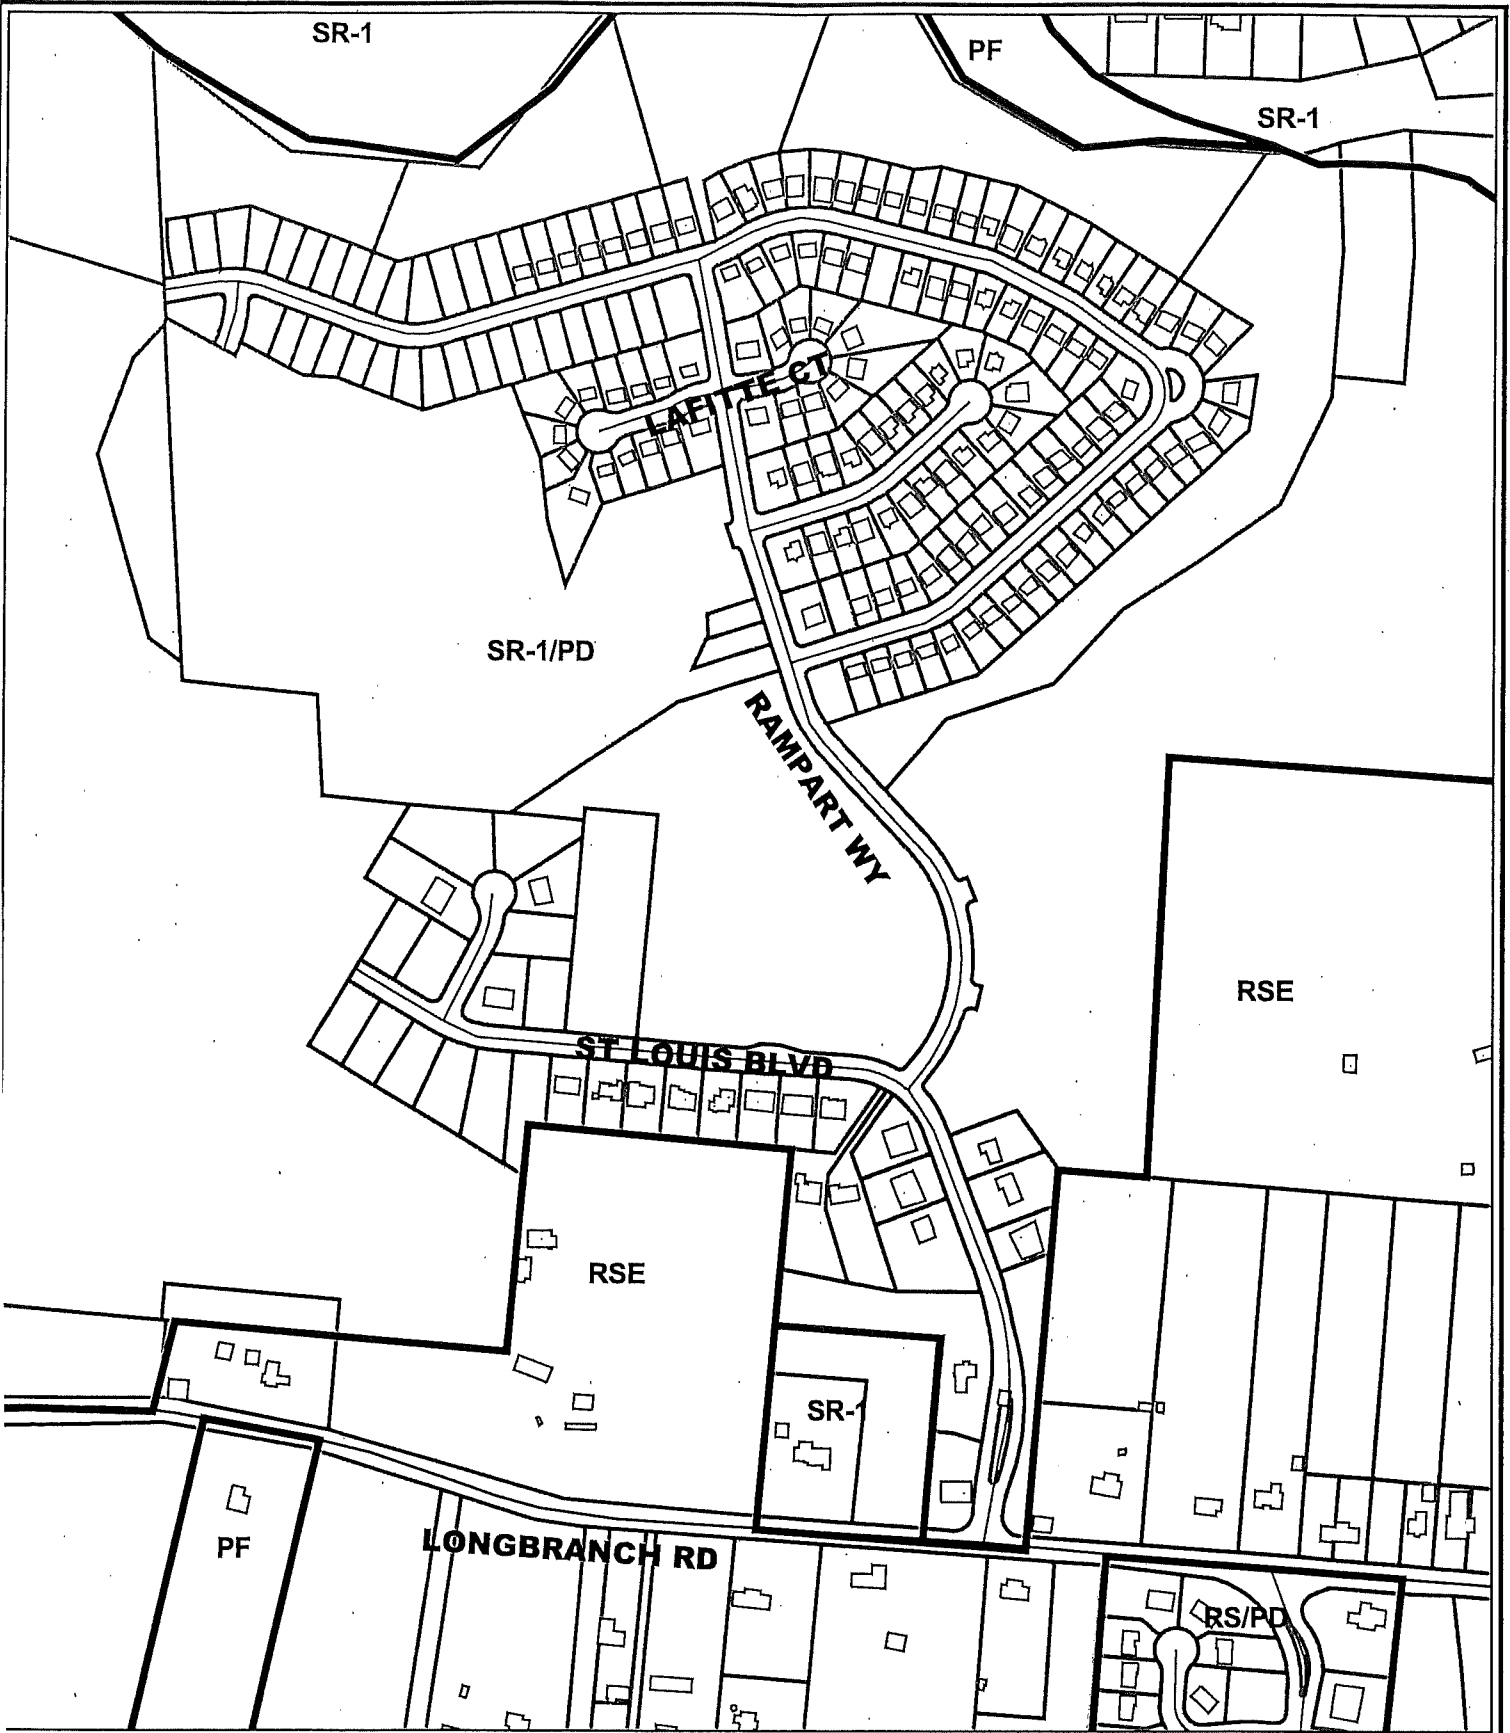 SR-1
PF
SR-1
LAFITTE CT
SR-1/PD
RAMPART WY
RSE
ST LOUIS BLVD
RSE
SR-1
LONGBRANCH RD
PF
RS/PD